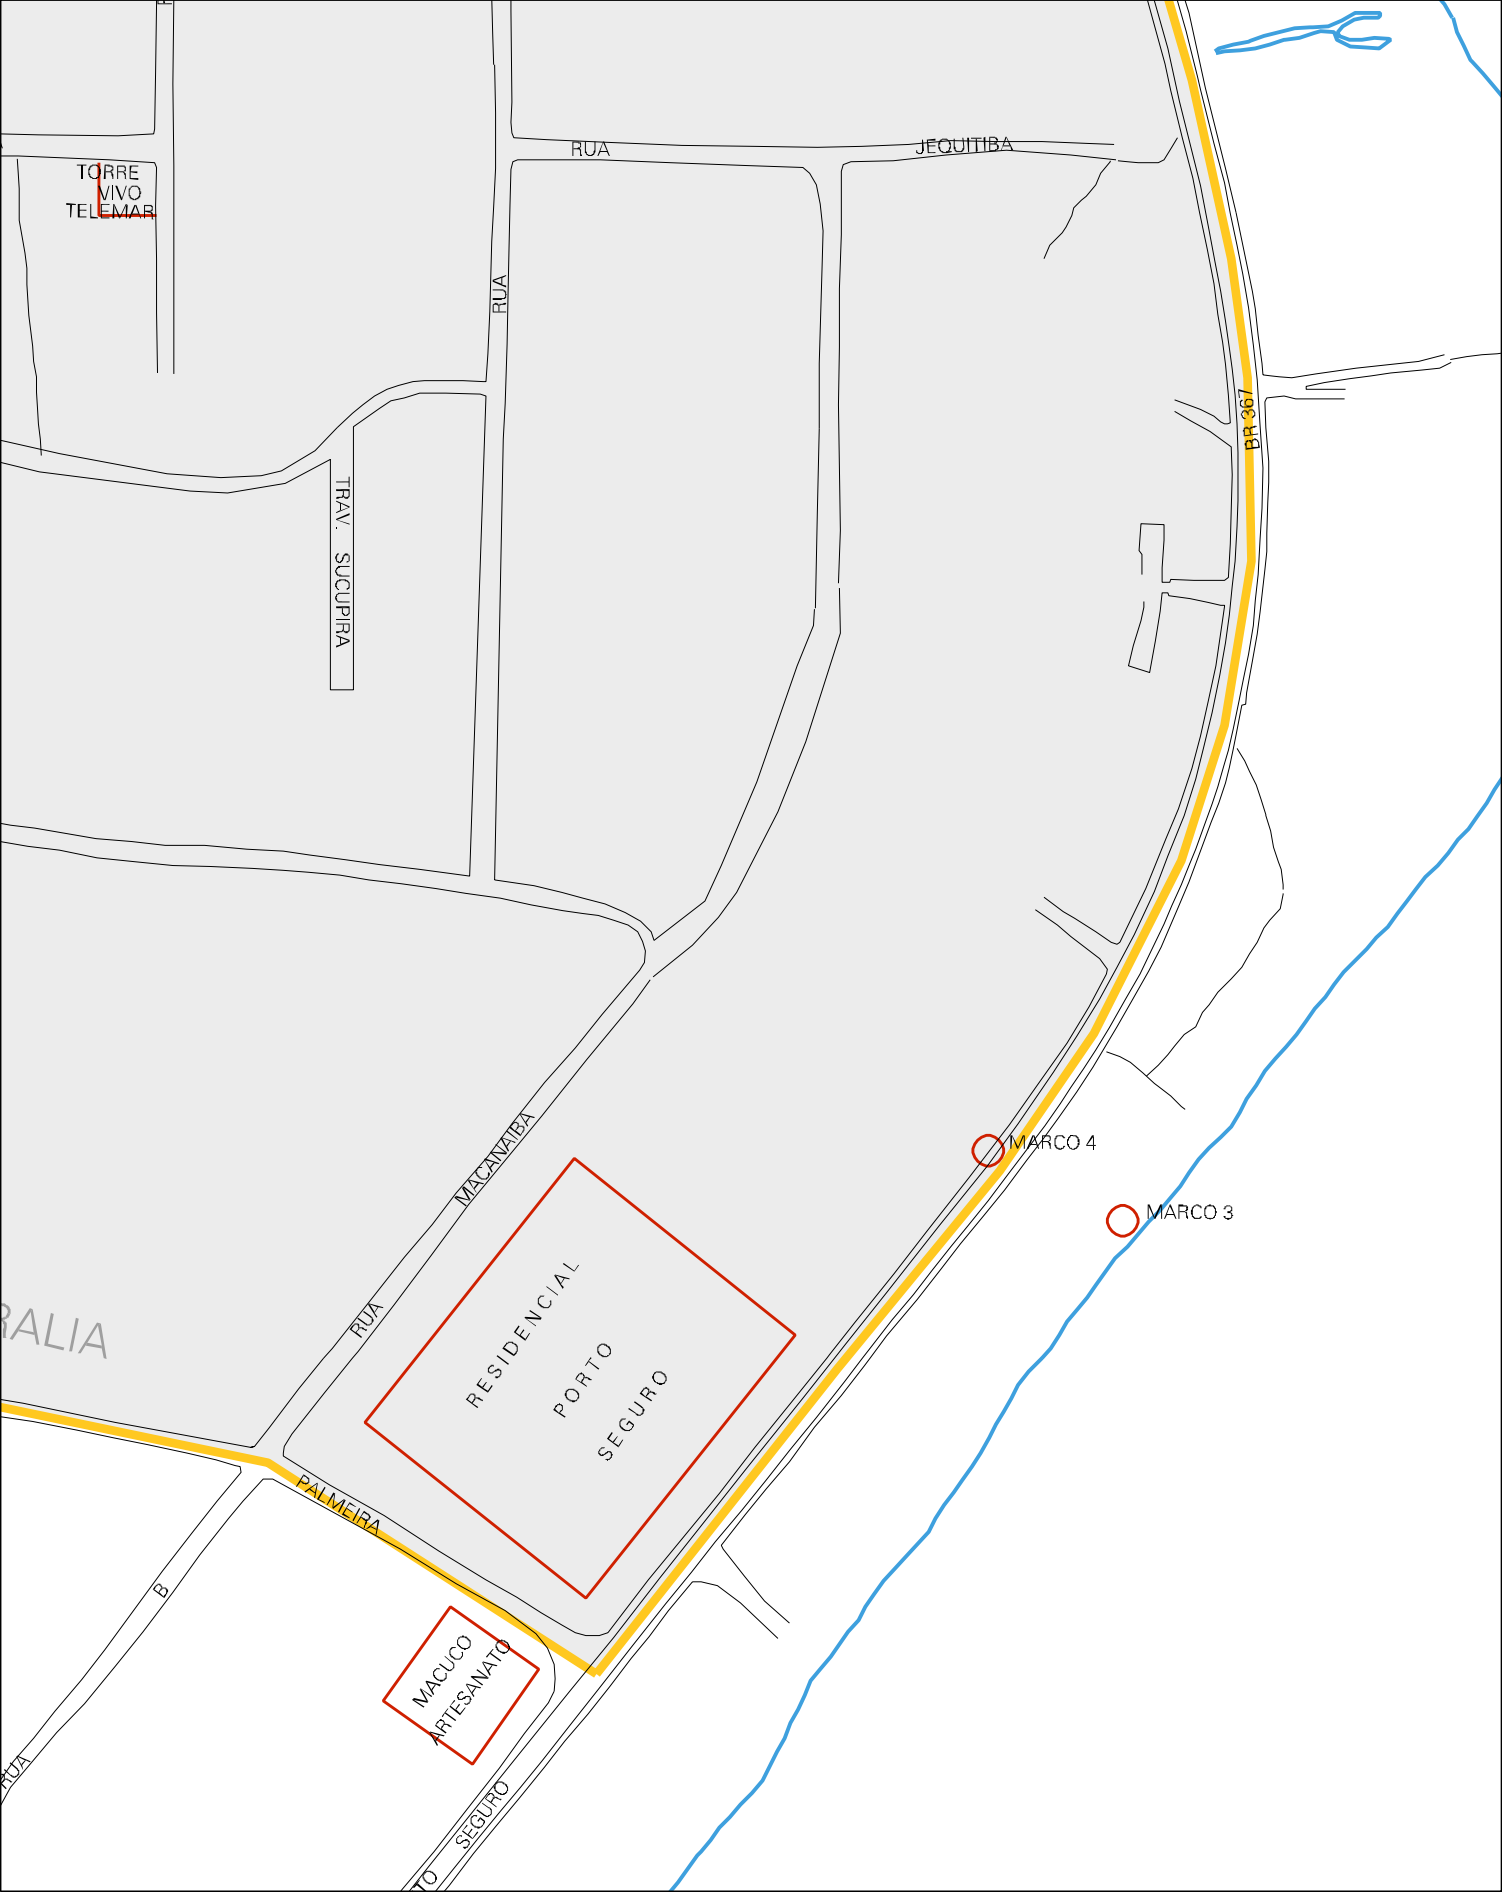 RUA JEQUITIBA
TORRE
VIVO
TELEMAR
RUA
BR 367
TRAV. SUCUPIRA
MACANAIBA
RUA
MARCO 4
MARCO 3
RESIDENCIAL
PORTO
SEGURO
RALIA
PALMEIRA
B
RUA
MACUCO
ARTESANATO
SEGURO
TO